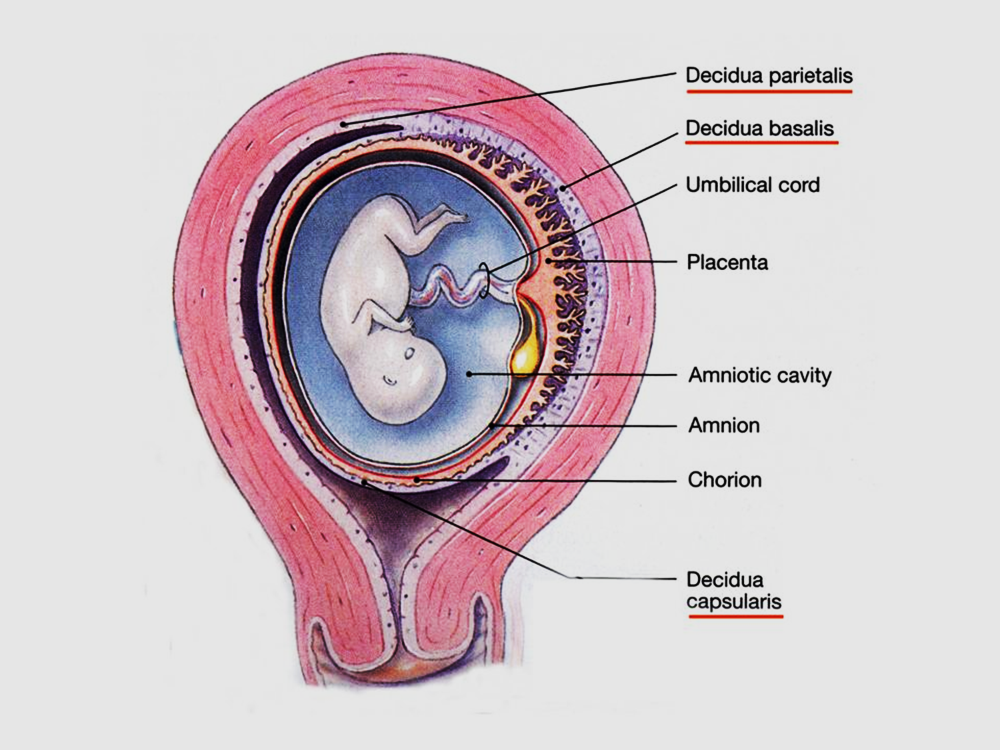 Decidua parietalis
Decidua basalis
Umbilical cord
Placenta
Amniotic cavity
Amnion
Chorion
Decidua
capsularis